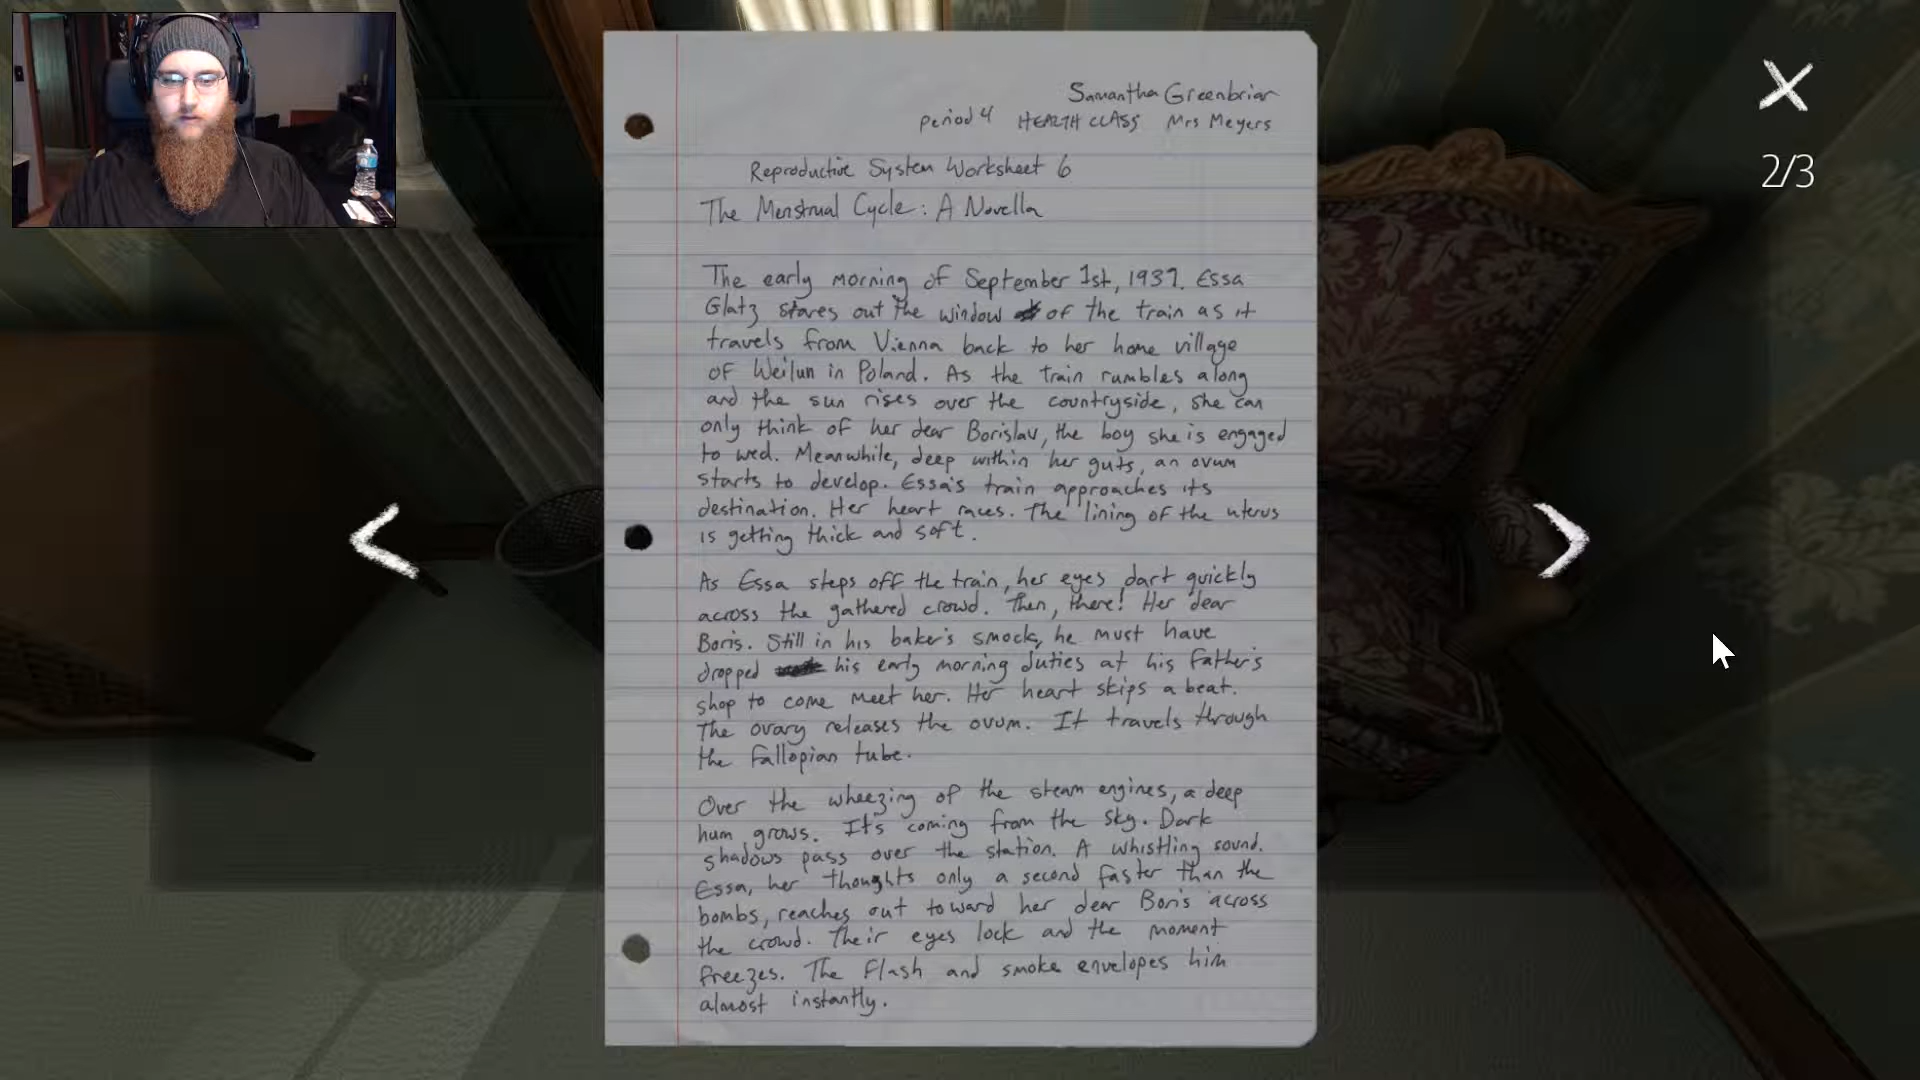 Samantha Greenbriar
period 4 HEALTH CLASS Mrs Meyers
Reproductive System Worksheet 6
The Menstrual Cycle: A Novella
The early morning of September 1st, 1939. Essa
Glatz stares out the window of the train as it
travels from Vienna back to her home village
of Weilun in Poland. As the train rumbles along
and the sun rises over the countryside, she can
only think of her dear Borislav, the boy she is engaged
to wed. Meanwhile, deep within her guts, an ovum
starts to develop. Essa's train approaches its
destination. Her heart races. The lining of the uterus
is getting thick and soft.
As Essa steps off the train, her eyes dart quickly
across the gathered crowd. Then, there! Her dear
Boris. Still in his baker's smock, he must have
dropped his early morning duties at his father's
shop to come meet her. Her heart skips a beat.
The ovary releases the ovum. It travels through
the fallopian tube.
Over the wheezing of the steam engines, a deep
hum grows. It's coming from the sky. Dark
shadows pass over the station. A whistling sound.
Essa, her thoughts only a second faster than the
bombs, reaches out toward her dear Boris across
the crowd. Their eyes lock and the moment
freezes. The flash and smoke envelopes him
almost instantly.
2/3